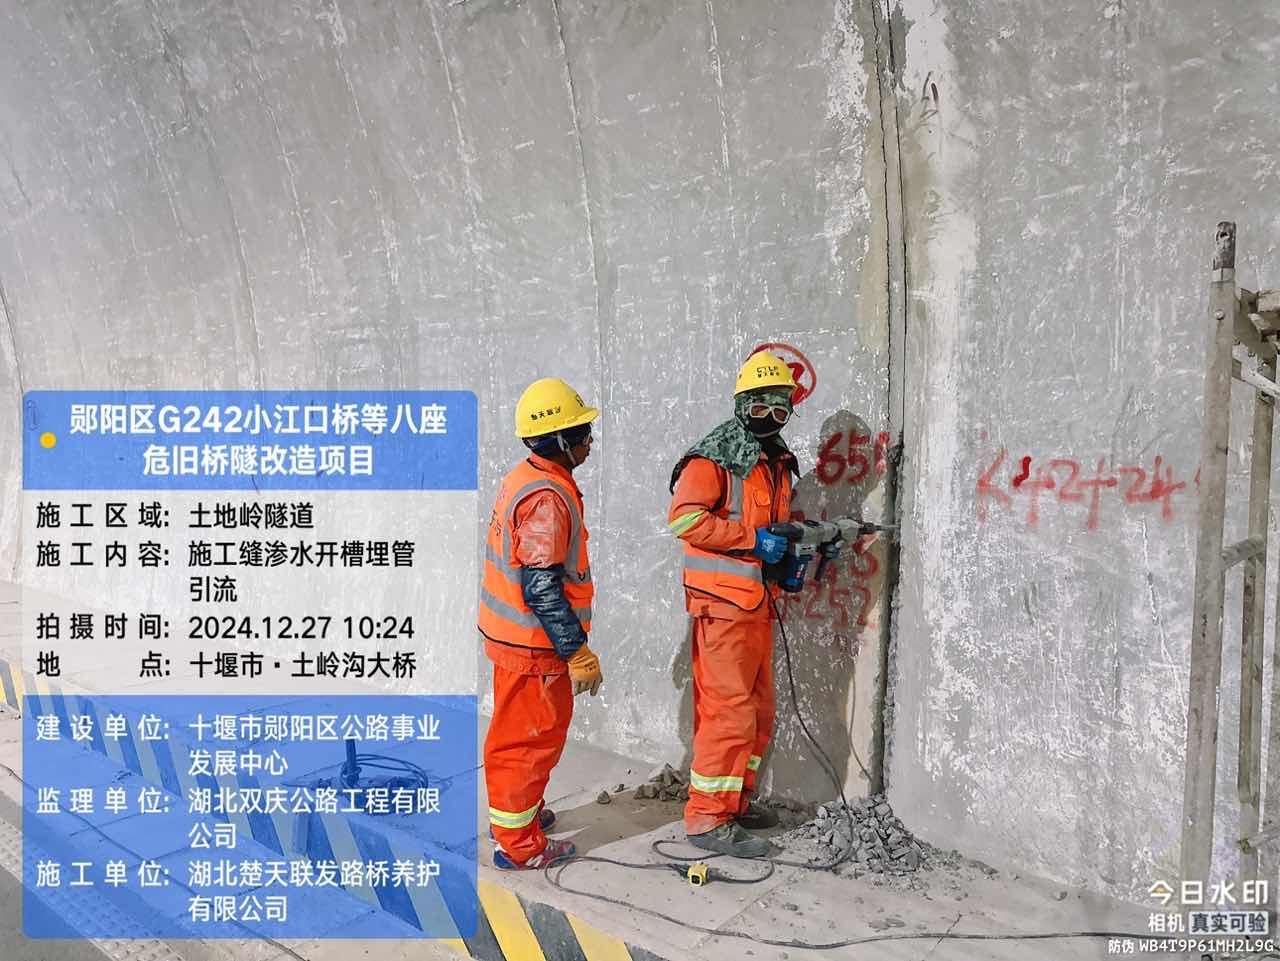 郧阳区G242小江口桥等八座
危旧桥隧改造项目
施工区域: 土地岭隧道
施工内容: 施工缝渗水开槽埋管
引流
拍摄时间: 2024.12.27 10:24
地点: 十堰市·土岭沟大桥
建设单位: 十堰市郧阳区公路事业
发展中心
监理单位: 湖北双庆公路工程有限
公司
施工单位: 湖北楚天联发路桥养护
有限公司
65
K42+24
+252
今日水印
相机 真实可验
防伪 WB4T9P61MH2L9G